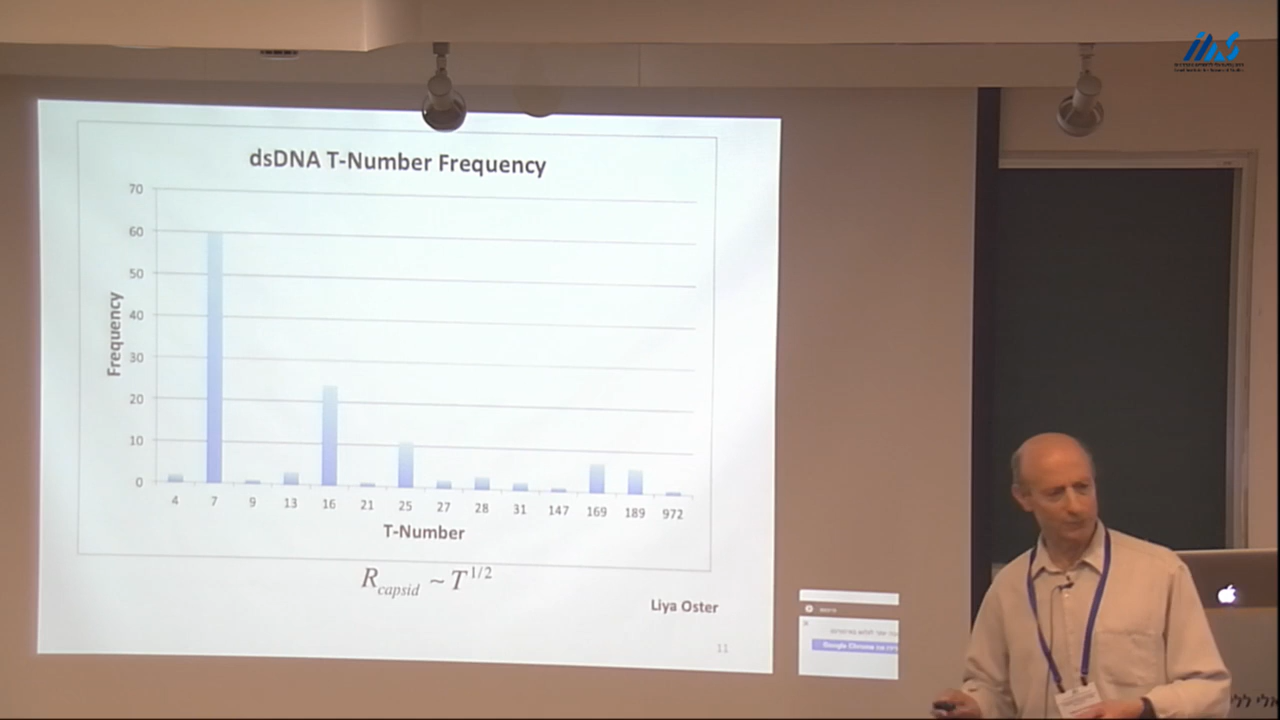 dsDNA T-Number Frequency
70
60
50
40
30
20
10
0
Frequency
4 7 9 13 16 21 25 27 28 31 147 169 189 972
T-Number
R_capsid ~ T^1/2
Liya Oster
11
Google Chrome